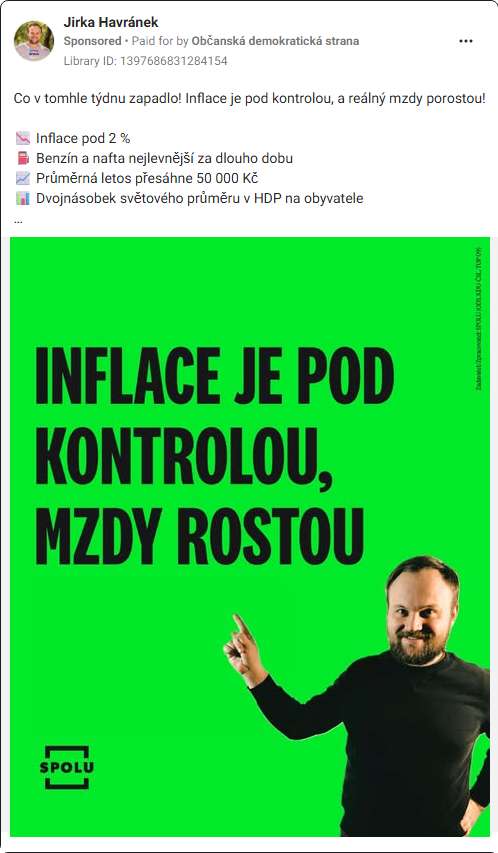 Jirka Havránek
Sponsored • Paid for by Občanská demokratická strana
Library ID: 1397686831284154
Co v tomhle týdnu zapadlo! Inflace je pod kontrolou, a reálný mzdy porostou!
Inflace pod 2 %
Benzín a nafta nejlevnější za dlouho dobu
Průměrná letos přesáhne 50 000 Kč
Dvojnásobek světového průměru v HDP na obyvatele
...
INFLACE JE POD
KONTROLOU,
MZDY ROSTOU
SPOLU